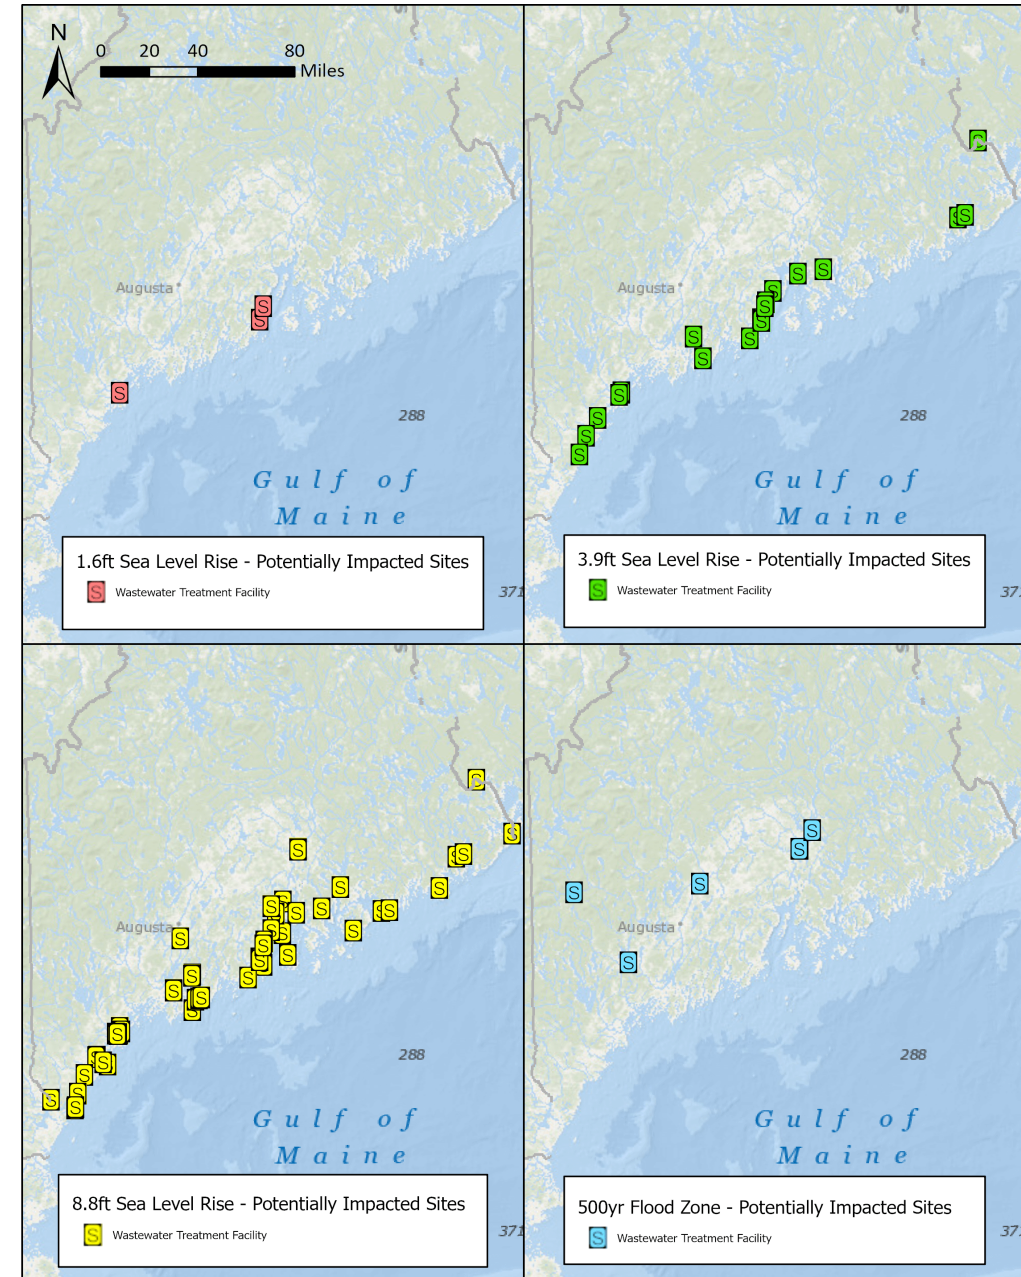 N
0 20 40 80
Miles
Augusta
288
Gulf of
Maine
1.6ft Sea Level Rise - Potentially Impacted Sites
S Wastewater Treatment Facility
371
Augusta
288
Gulf of
Maine
3.9ft Sea Level Rise - Potentially Impacted Sites
S Wastewater Treatment Facility
Augusta
288
Gulf of
Maine
8.8ft Sea Level Rise - Potentially Impacted Sites
S Wastewater Treatment Facility
371
Augusta
288
Gulf of
Maine
500yr Flood Zone - Potentially Impacted Sites
S Wastewater Treatment Facility